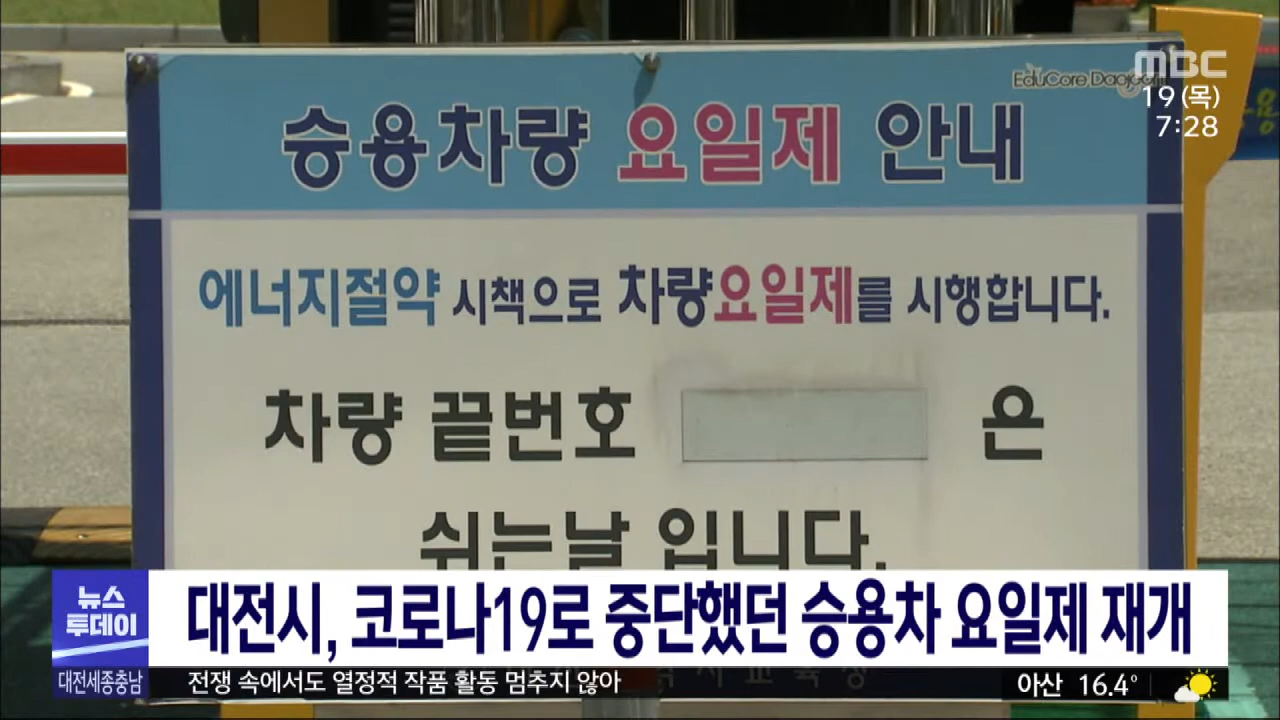 EduCore Daejeon
MBC
19(목)
7:28
승용차량 요일제 안내
에너지절약 시책으로 차량요일제를 시행합니다.
차량 끝번호 은
쉬는날 입니다.
뉴스
투데이
대전시, 코로나19로 중단했던 승용차 요일제 재개
대전세종충남
전쟁 속에서도 열정적 작품 활동 멈추지 않아
아산 16.4°